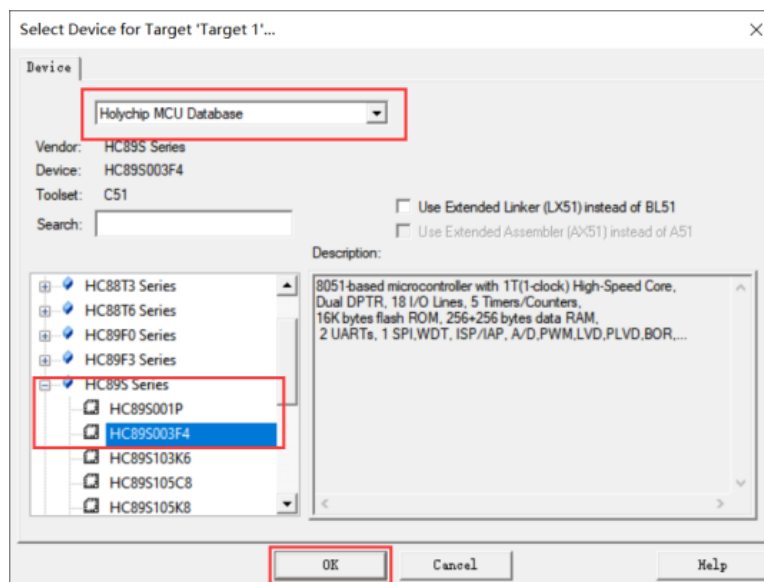 Select Device for Target 'Target 1'...
Device
Holychip MCU Database
Vendor: HC89S Series
Device: HC89S003F4
Toolset: C51
Search:
Use Extended Linker (LX51) instead of BL51
Use Extended Assembler (AX51) instead of A51
Description:
HC88T3 Series
HC88T6 Series
HC89F0 Series
HC89F3 Series
HC89S Series
HC89S001P
HC89S003F4
HC89S103K6
HC89S105C8
HC89S105K8
8051-based microcontroller with 1T(1-clock) High-Speed Core,
Dual DPTR, 18 I/O Lines, 5 Timers/Counters,
16K bytes flash ROM, 256+256 bytes data RAM,
2 UARTs, 1 SPI,WDT, ISP/IAP, A/D,PWM,LVD,PLVD,BOR,...
OK
Cancel
Help